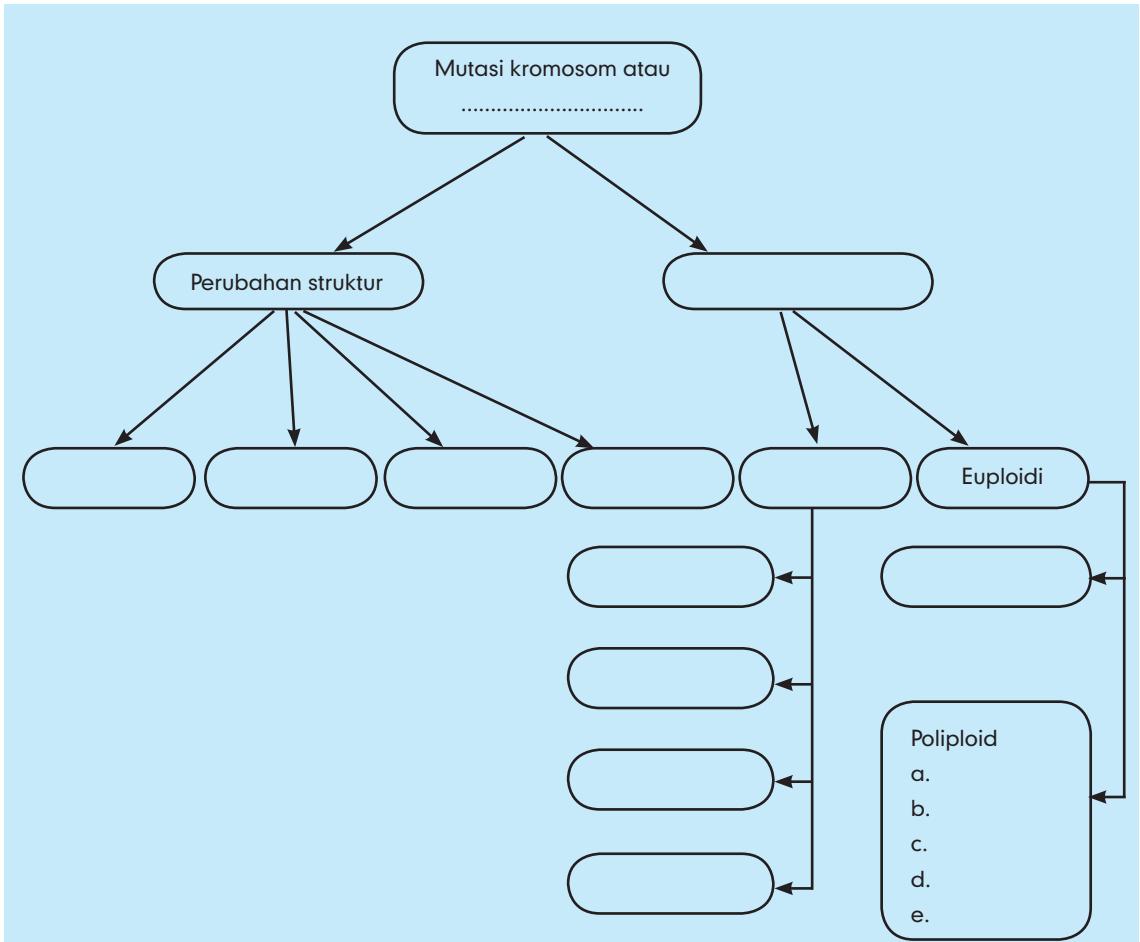 Mutasi kromosom atau
...............................
Perubahan struktur
Euploidi
Poliploid
a.
b.
c.
d.
e.